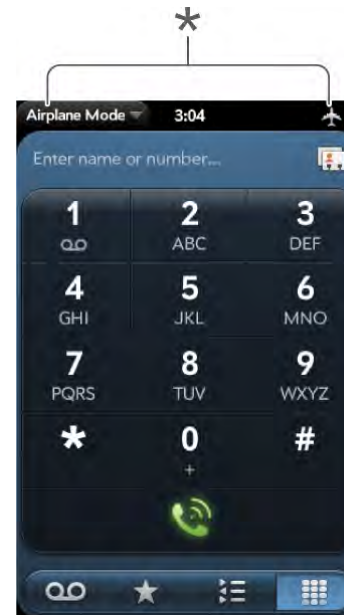 *
Airplane Mode 3:04
Enter name or number...
1 2 3
ABC DEF
4 5 6
GHI JKL MNO
7 8 9
PQRS TUV WXYZ
* 0 #
+